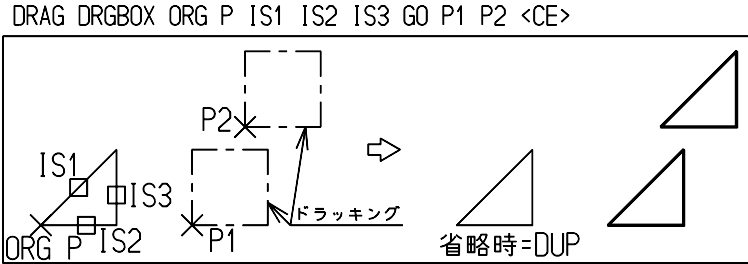 DRAG DRGBOX ORG P IS1 IS2 IS3 GO P1 P2 <CE>
P2
IS1
IS3
ドラッキング
ORG P
IS2
P1
省略時=DUP